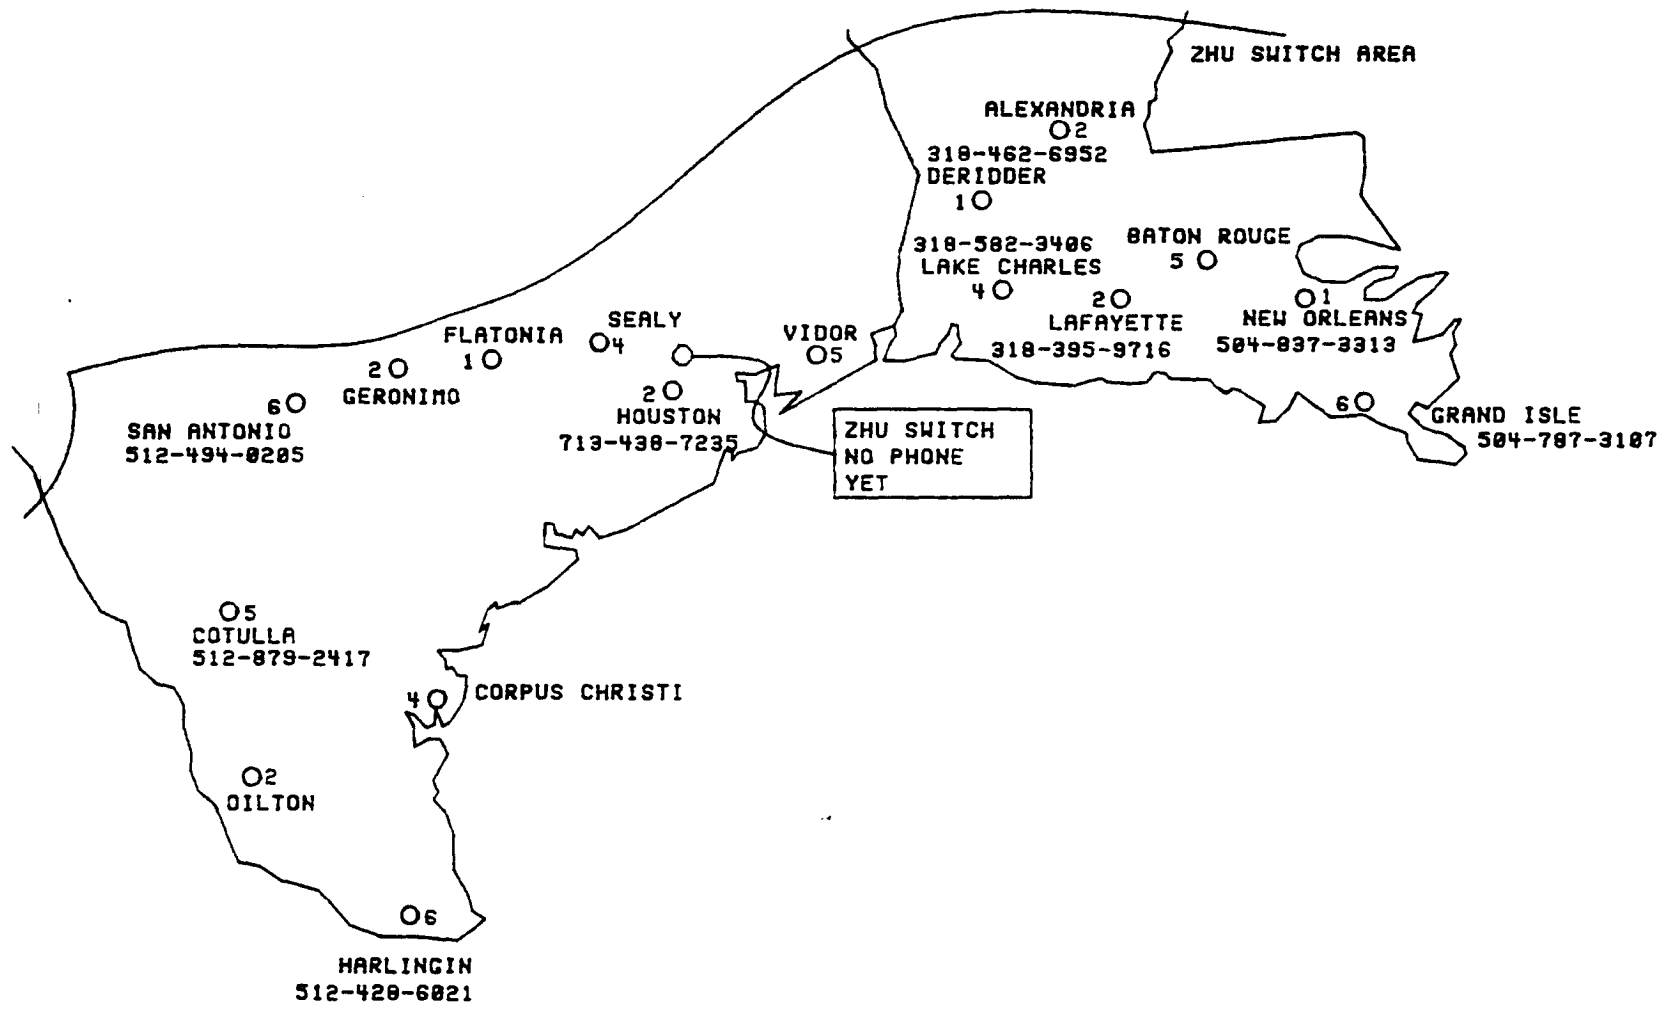 ZHU SWITCH AREA
ALEXANDRIA
2
318-462-6952
DERIDDER
1
318-582-3406
LAKE CHARLES
4
BATON ROUGE
5
2
LAFAYETTE
318-395-9716
1
NEW ORLEANS
504-837-3313
6
GRAND ISLE
504-787-3107
VIDOR
5
SEALY
4
FLATONIA
1
2
GERONIMO
2
HOUSTON
713-438-7235
ZHU SWITCH
NO PHONE
YET
6
SAN ANTONIO
512-494-0205
5
COTULLA
512-879-2417
4
CORPUS CHRISTI
2
OILTON
6
HARLINGIN
512-428-6021